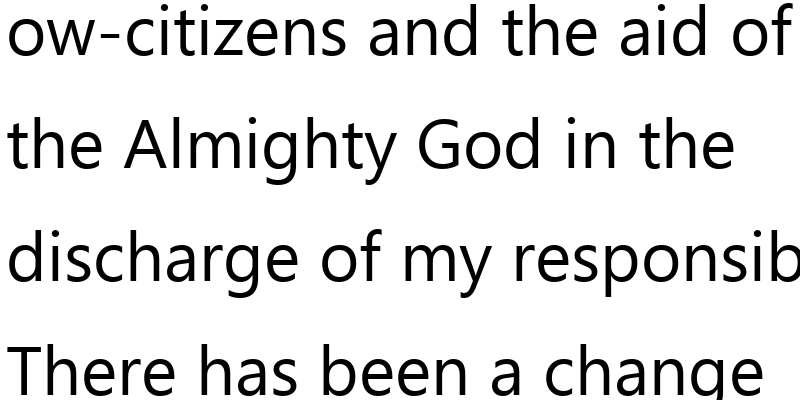 ow-citizens and the aid of
the Almighty God in the
discharge of my responsib
There has been a change